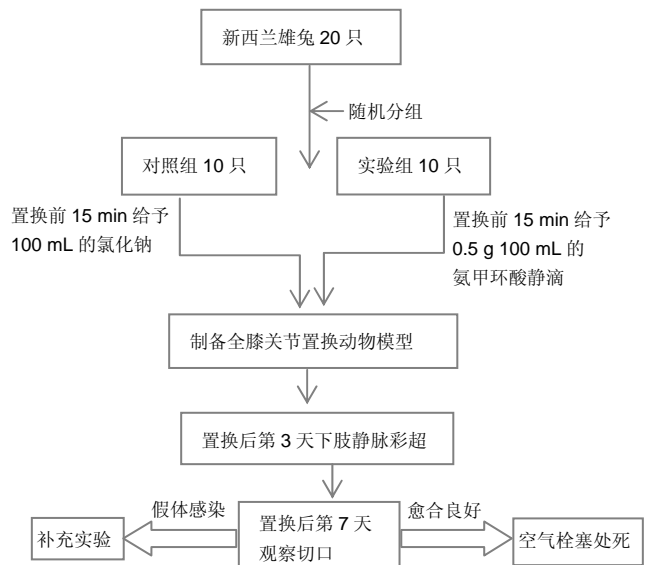 新西兰雄兔 20 只
随机分组
对照组 10 只
实验组 10 只
置换前 15 min 给予
100 mL 的氯化钠
置换前 15 min 给予
0.5 g 100 mL 的
氨甲环酸静滴
制备全膝关节置换动物模型
置换后第 3 天下肢静脉彩超
假体感染
愈合良好
补充实验
置换后第 7 天
观察切口
空气栓塞处死